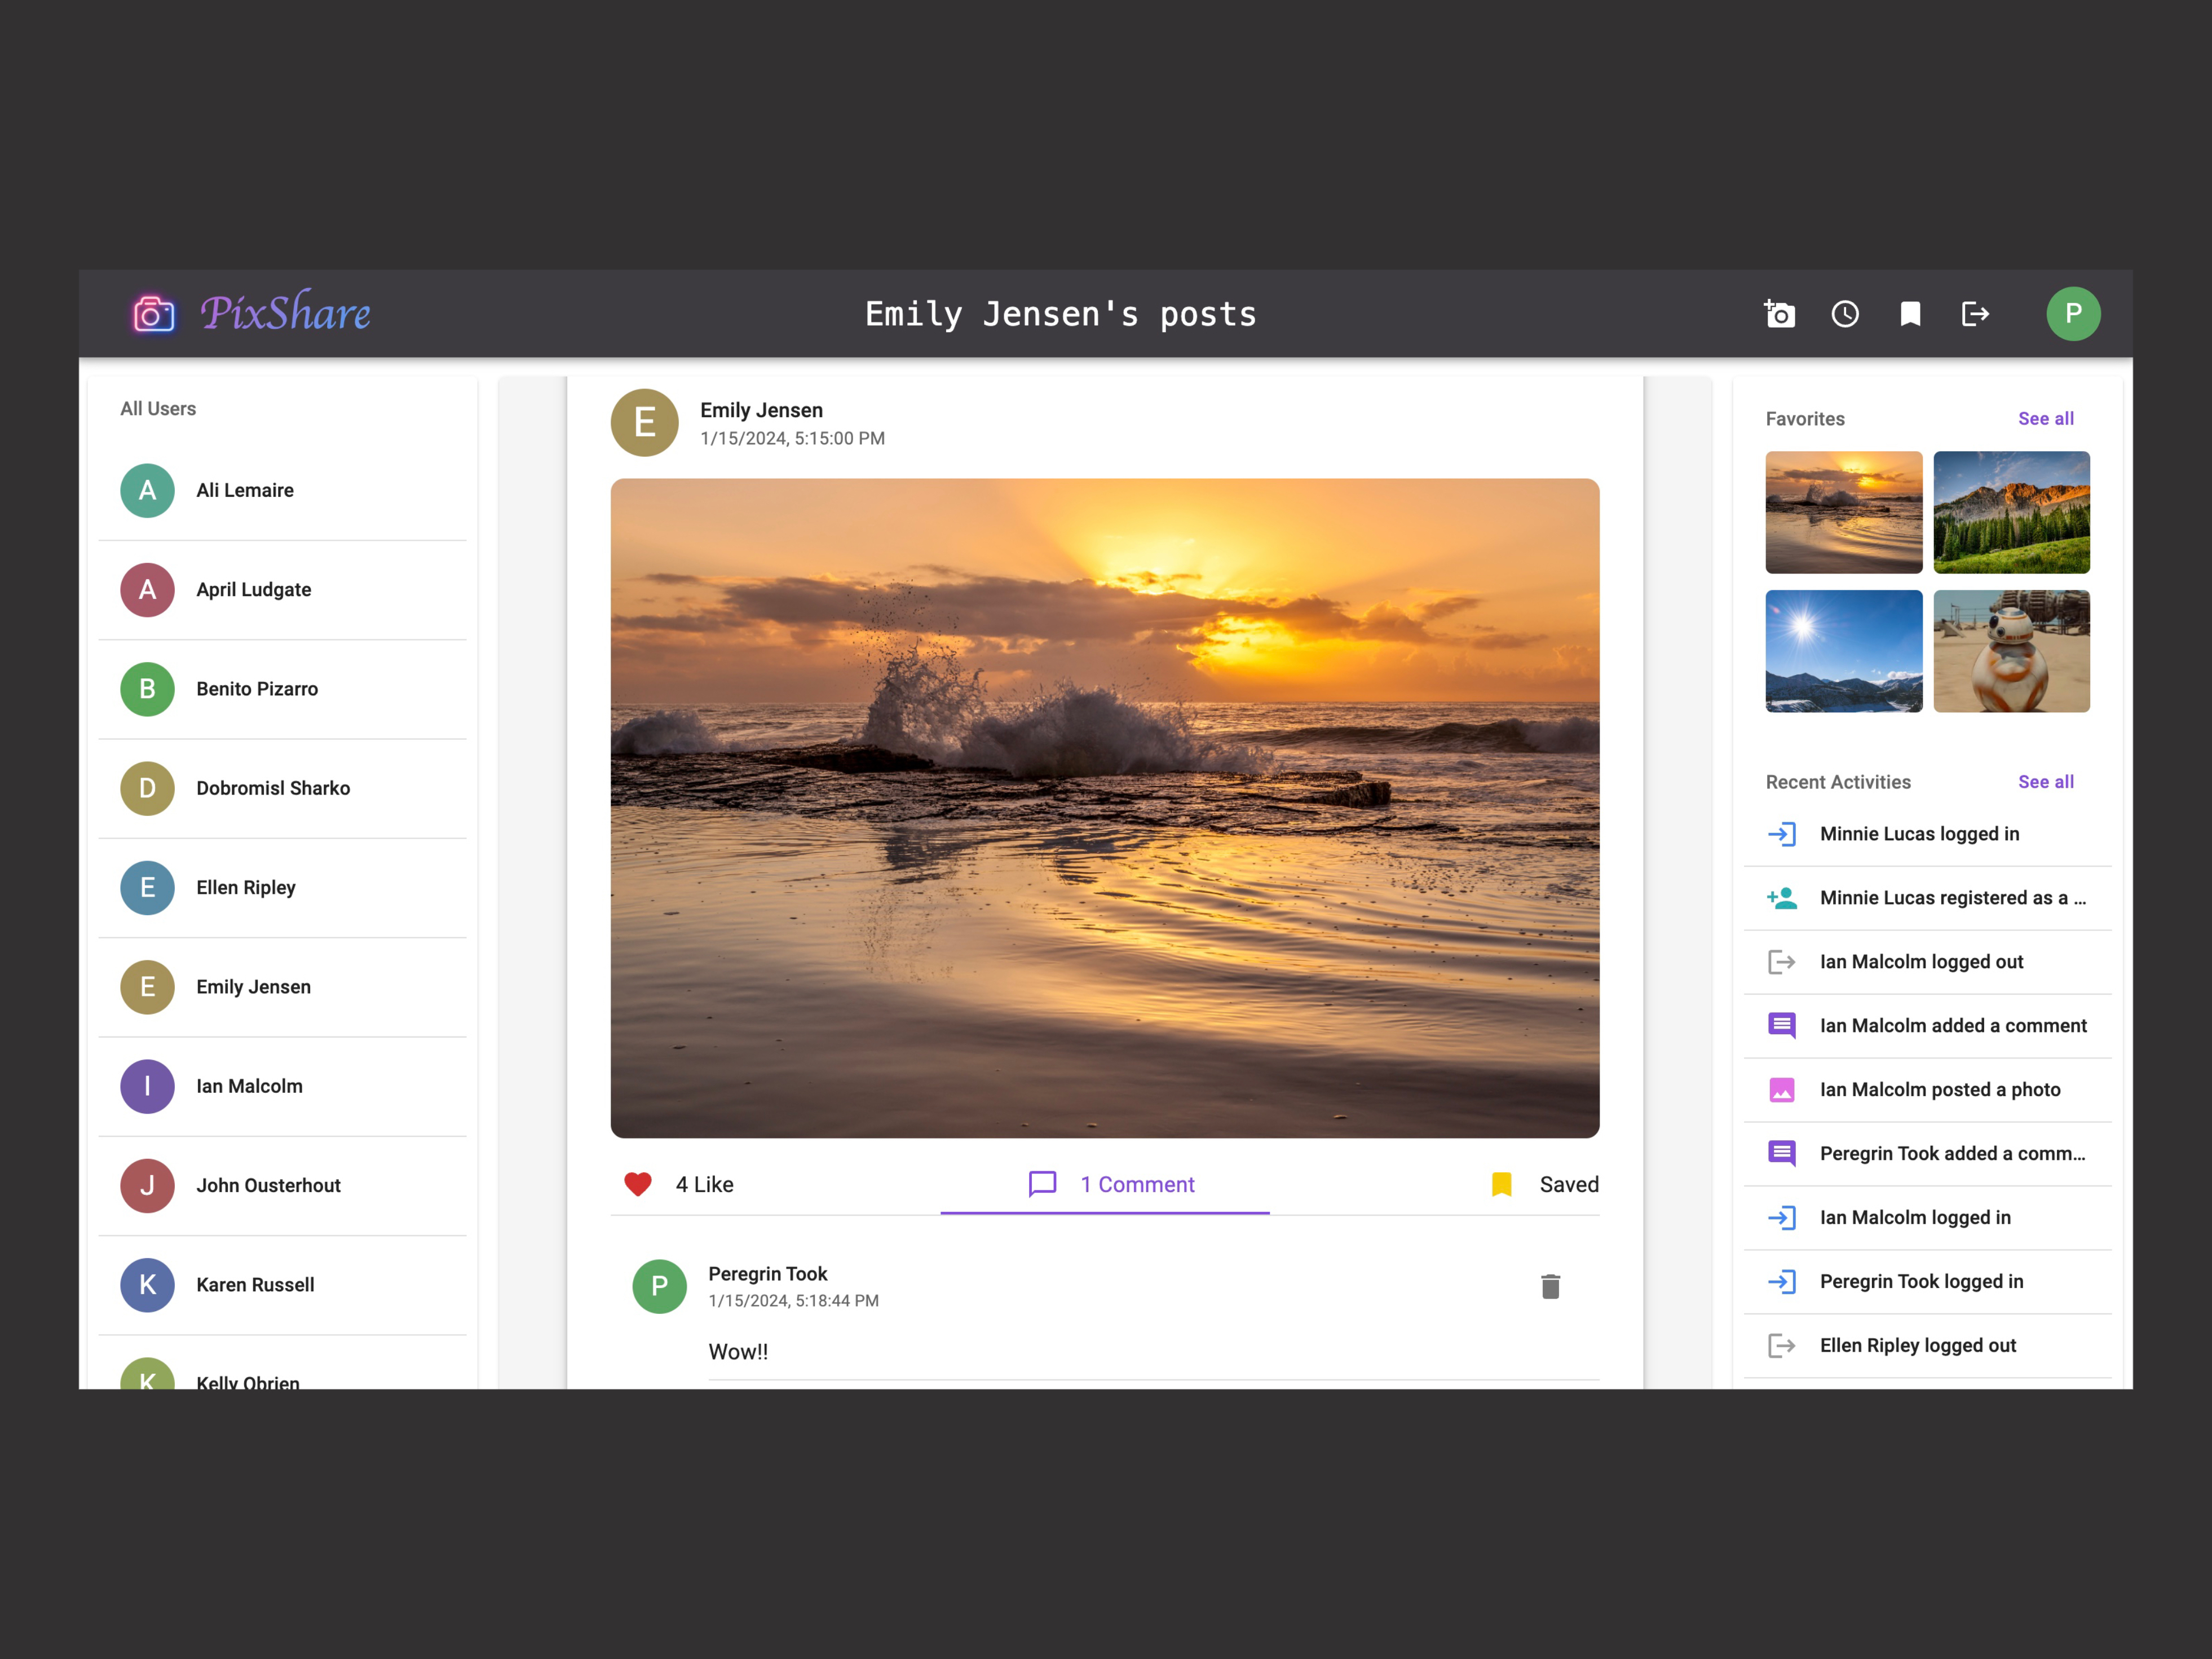 PixShare
Emily Jensen's posts
P
All Users
A
Ali Lemaire
A
April Ludgate
B
Benito Pizarro
D
Dobromisl Sharko
E
Ellen Ripley
E
Emily Jensen
I
Ian Malcolm
J
John Ousterhout
K
Karen Russell
K
Kelly Obrien
E
Emily Jensen
1/15/2024, 5:15:00 PM
4 Like
1 Comment
Saved
P
Peregrin Took
1/15/2024, 5:18:44 PM
Wow!!
Favorites
See all
Recent Activities
See all
Minnie Lucas logged in
Minnie Lucas registered as a ...
Ian Malcolm logged out
Ian Malcolm added a comment
Ian Malcolm posted a photo
Peregrin Took added a comm...
Ian Malcolm logged in
Peregrin Took logged in
Ellen Ripley logged out